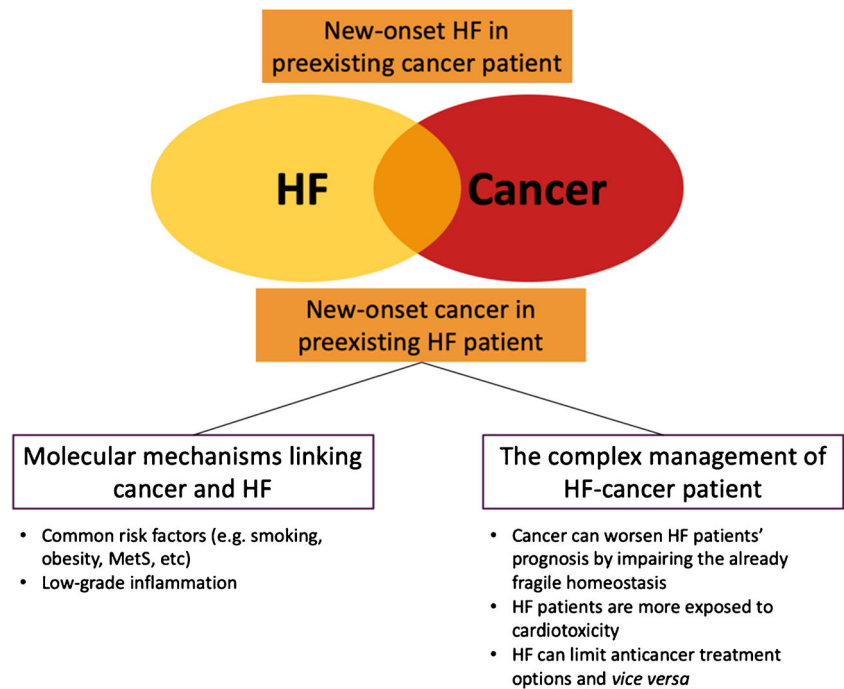 New-onset HF in
preexisting cancer patient
HF
Cancer
New-onset cancer in
preexisting HF patient
Molecular mechanisms linking
cancer and HF
• Common risk factors (e.g. smoking,
obesity, MetS, etc)
• Low-grade inflammation
The complex management of
HF-cancer patient
• Cancer can worsen HF patients’
prognosis by impairing the already
fragile homeostasis
• HF patients are more exposed to
cardiotoxicity
• HF can limit anticancer treatment
options and vice versa